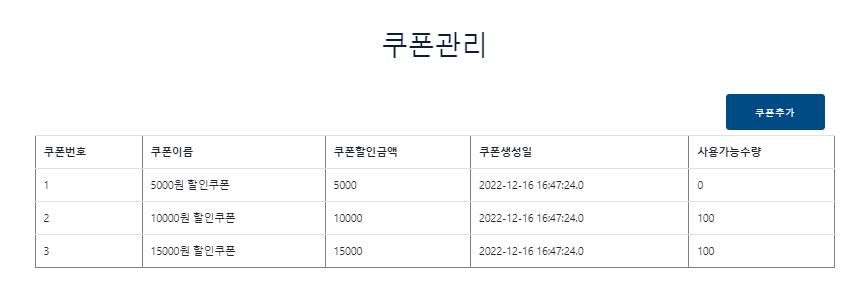 쿠폰관리
쿠폰추가
쿠폰번호 쿠폰이름 쿠폰할인금액 쿠폰생성일 사용가능수량
1 5000원 할인쿠폰 5000 2022-12-16 16:47:24.0 0
2 10000원 할인쿠폰 10000 2022-12-16 16:47:24.0 100
3 15000원 할인쿠폰 15000 2022-12-16 16:47:24.0 100